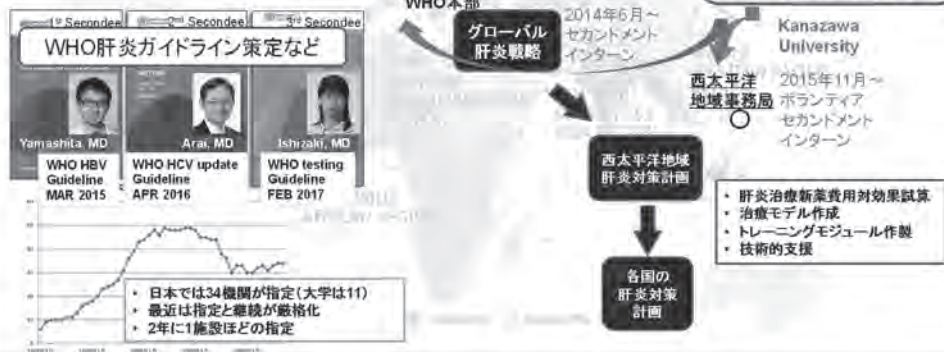 1st Secondee
2nd Secondee
3rd Secondee
WHO肝炎ガイドライン策定など
Yamashita, MD
Arai, MD
Ishizaki, MD
WHO HBV
Guideline
MAR 2015
WHO HCV update
Guideline
APR 2016
WHO testing
Guideline
FEB 2017
・ 日本では34機関が指定(大学は11)
・ 最近は指定と継続が厳格化
・ 2年に1施設ほどの指定
WHO本部
グローバル
肝炎戦略
2014年6月～
セカントメント
インターン
Kanazawa
University
西太平洋
地域事務局
2015年11月～
ボランティア
セカントメント
インターン
西太平洋地域
肝炎対策計画
各国の
肝炎対策
計画
・ 肝炎治療新薬費用対効果試算
・ 治療モデル作成
・ トレーニングモジュール作製
・ 技術的支援